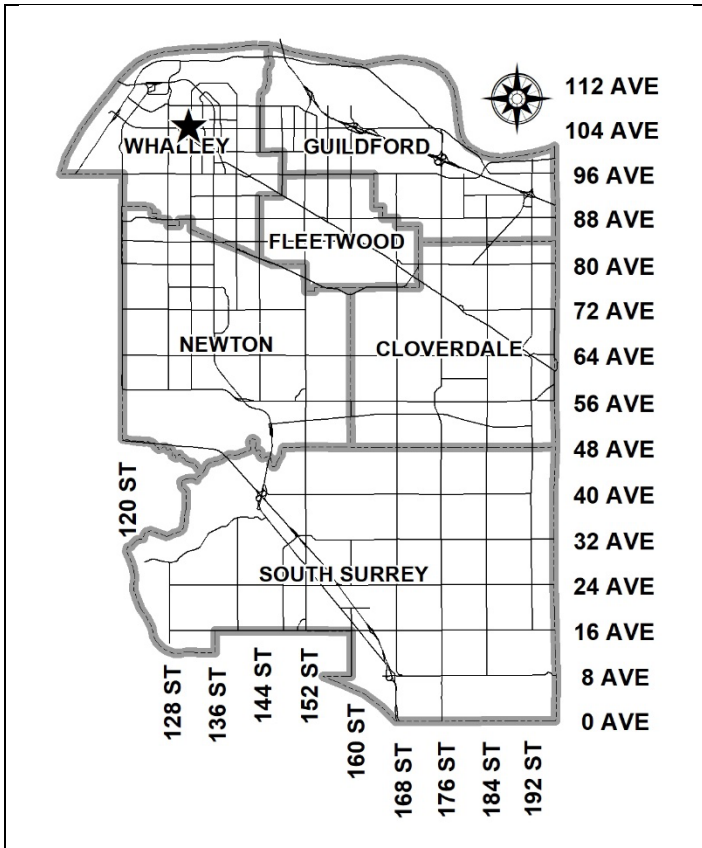 112 AVE
104 AVE
WHALLEY
GUILDFORD
96 AVE
88 AVE
FLEETWOOD
80 AVE
72 AVE
NEWTON
CLOVERDALE
64 AVE
56 AVE
48 AVE
120 ST
40 AVE
32 AVE
SOUTH SURREY
24 AVE
16 AVE
128 ST
136 ST
144 ST
152 ST
160 ST
8 AVE
0 AVE
168 ST
176 ST
184 ST
192 ST